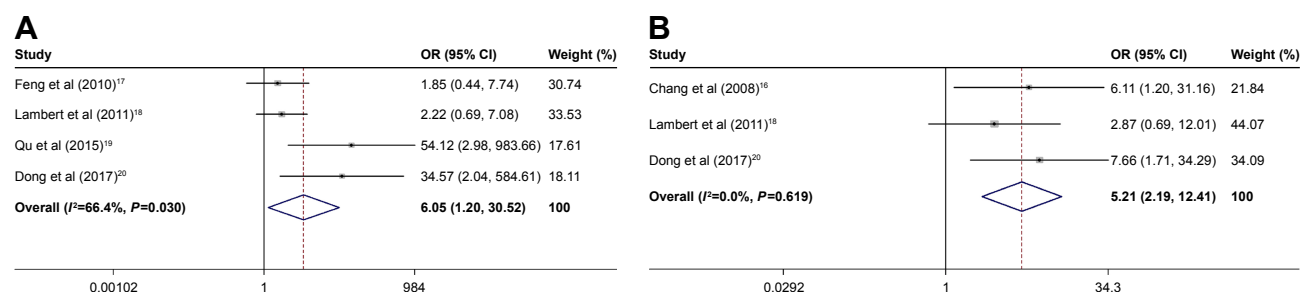 A
Study OR (95% CI) Weight (%)
Feng et al (2010)¹⁷ 1.85 (0.44, 7.74) 30.74
Lambert et al (2011)¹⁸ 2.22 (0.69, 7.08) 33.53
Qu et al (2015)¹⁹ 54.12 (2.98, 983.66) 17.61
Dong et al (2017)²⁰ 34.57 (2.04, 584.61) 18.11
Overall (I²=66.4%, P=0.030) 6.05 (1.20, 30.52) 100
0.00102 1 984
B
Study OR (95% CI) Weight (%)
Chang et al (2008)¹⁶ 6.11 (1.20, 31.16) 21.84
Lambert et al (2011)¹⁸ 2.87 (0.69, 12.01) 44.07
Dong et al (2017)²⁰ 7.66 (1.71, 34.29) 34.09
Overall (I²=0.0%, P=0.619) 5.21 (2.19, 12.41) 100
0.0292 1 34.3